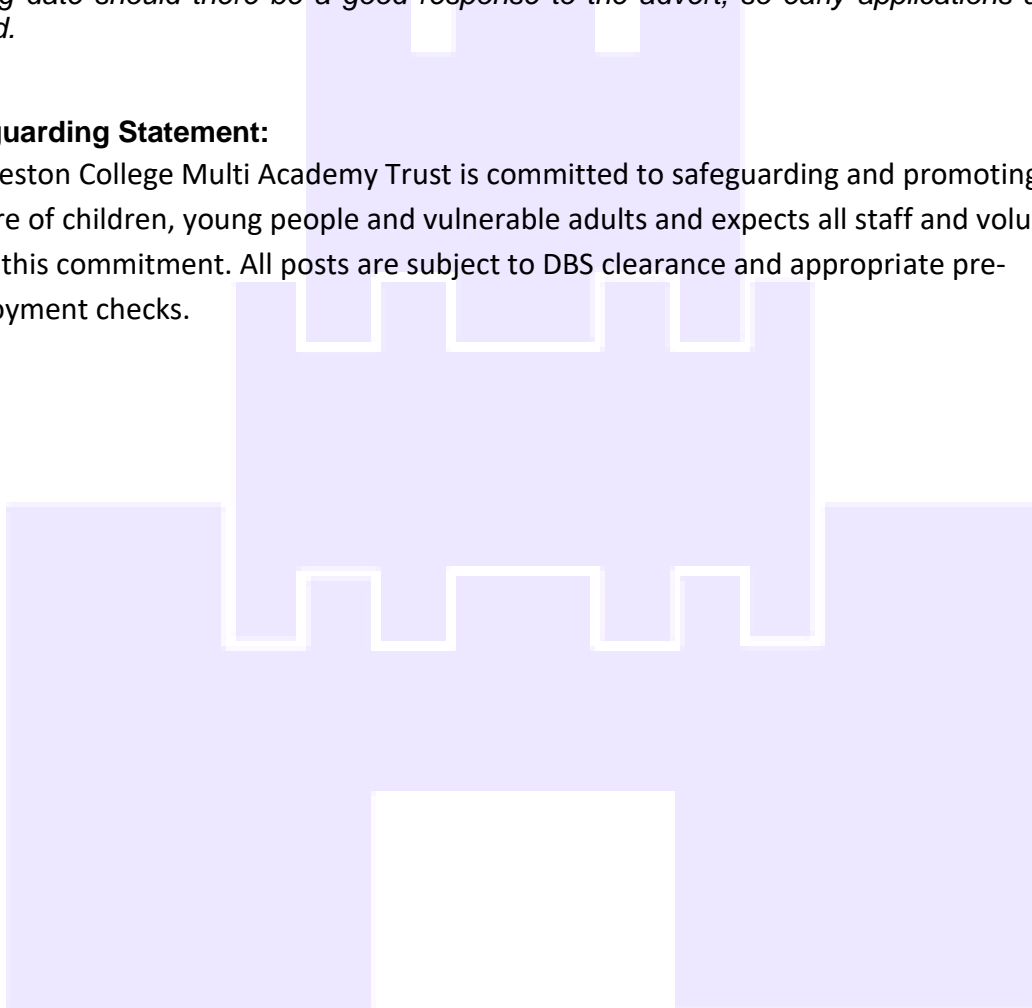 date should there be a good response to the advert, so early applications
d.
guarding Statement:
eston College Multi Academy Trust is committed to safeguarding and promoting
re of children, young people and vulnerable adults and expects all staff and volu
this commitment. All posts are subject to DBS clearance and appropriate pre-
oyment checks.